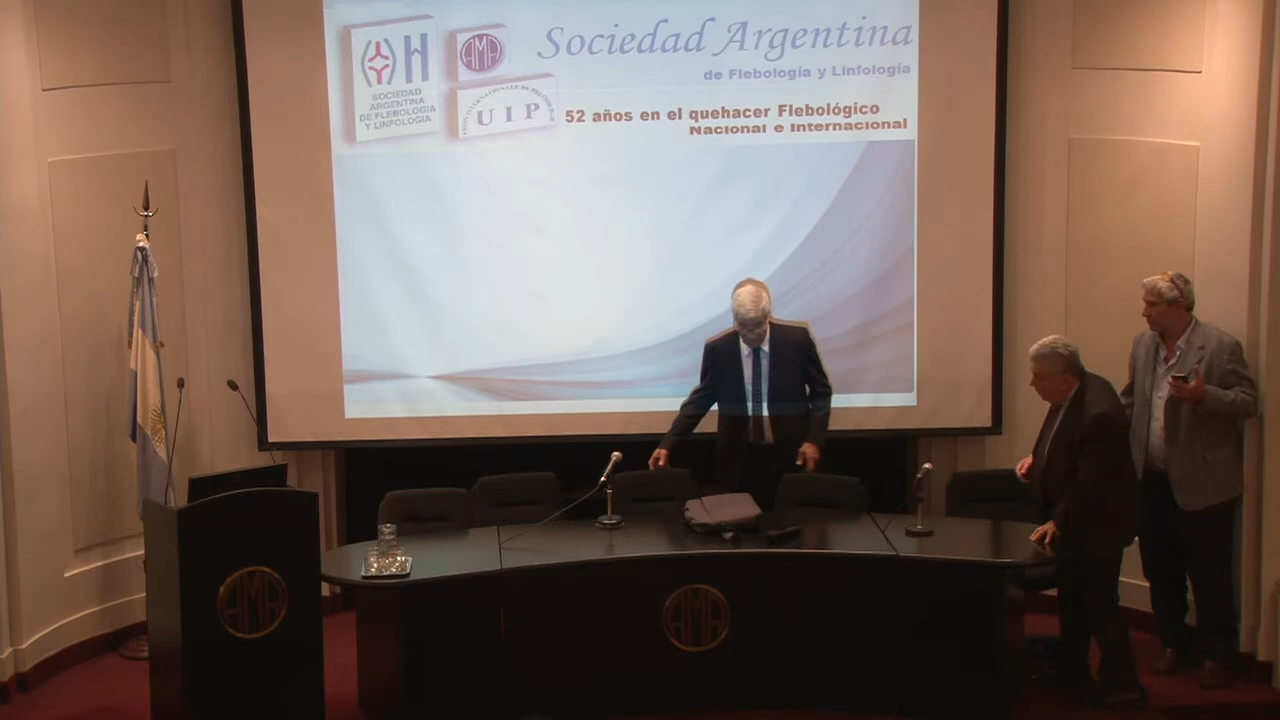 Sociedad Argentina
de Flebología y Linfología
52 años en el quehacer Flebológico
Nacional e Internacional
SOCIEDAD
ARGENTINA
DE FLEBOLOGIA
Y LINFOLOGIA
AMA
UIP
AMA
AMA